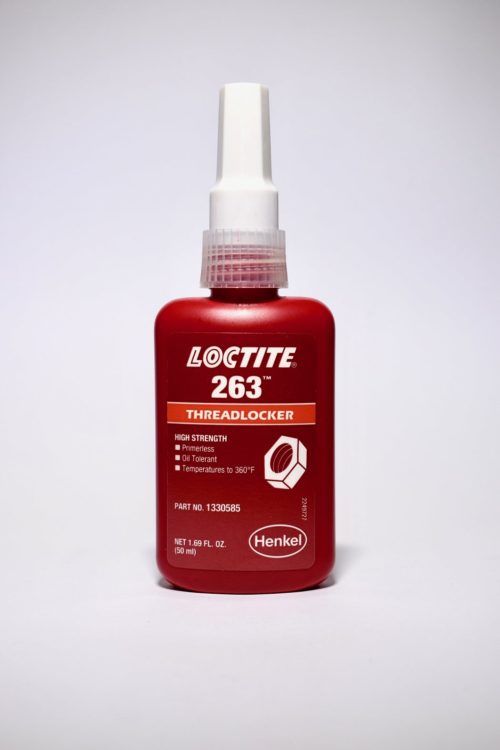 LOCTITE®
263™
THREADLOCKER
HIGH STRENGTH
■ Primerless
■ Oil Tolerant
■ Temperatures to 360°F
PART NO. 1330585
NET 1.69 FL. OZ.
(50 ml)
Henkel